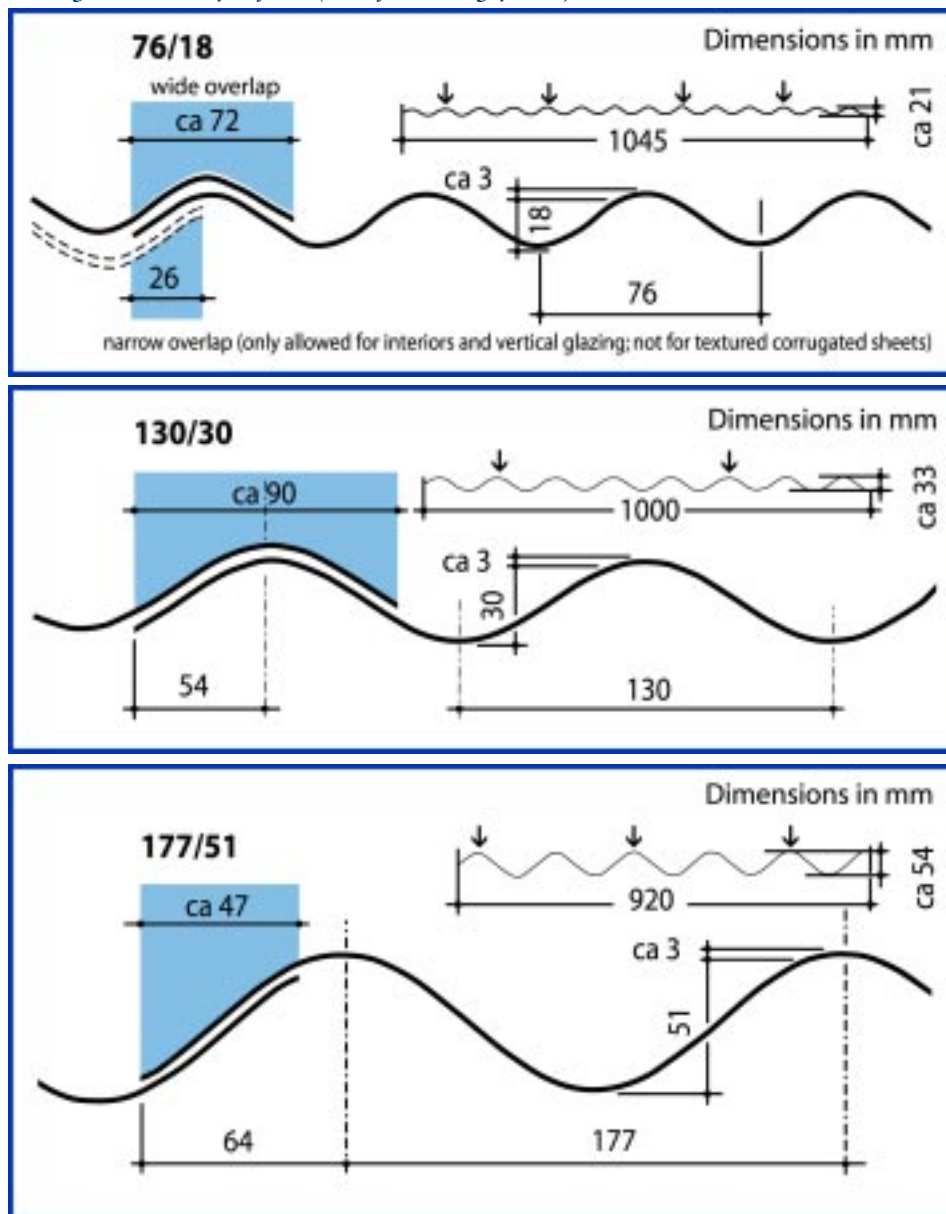 76/18
Dimensions in mm
wide overlap
ca 72
1045
ca 21
ca 3
18
26
76
narrow overlap (only allowed for interiors and vertical glazing; not for textured corrugated sheets)
130/30
Dimensions in mm
ca 90
1000
ca 33
ca 3
30
54
130
177/51
Dimensions in mm
ca 47
920
ca 54
ca 3
51
64
177